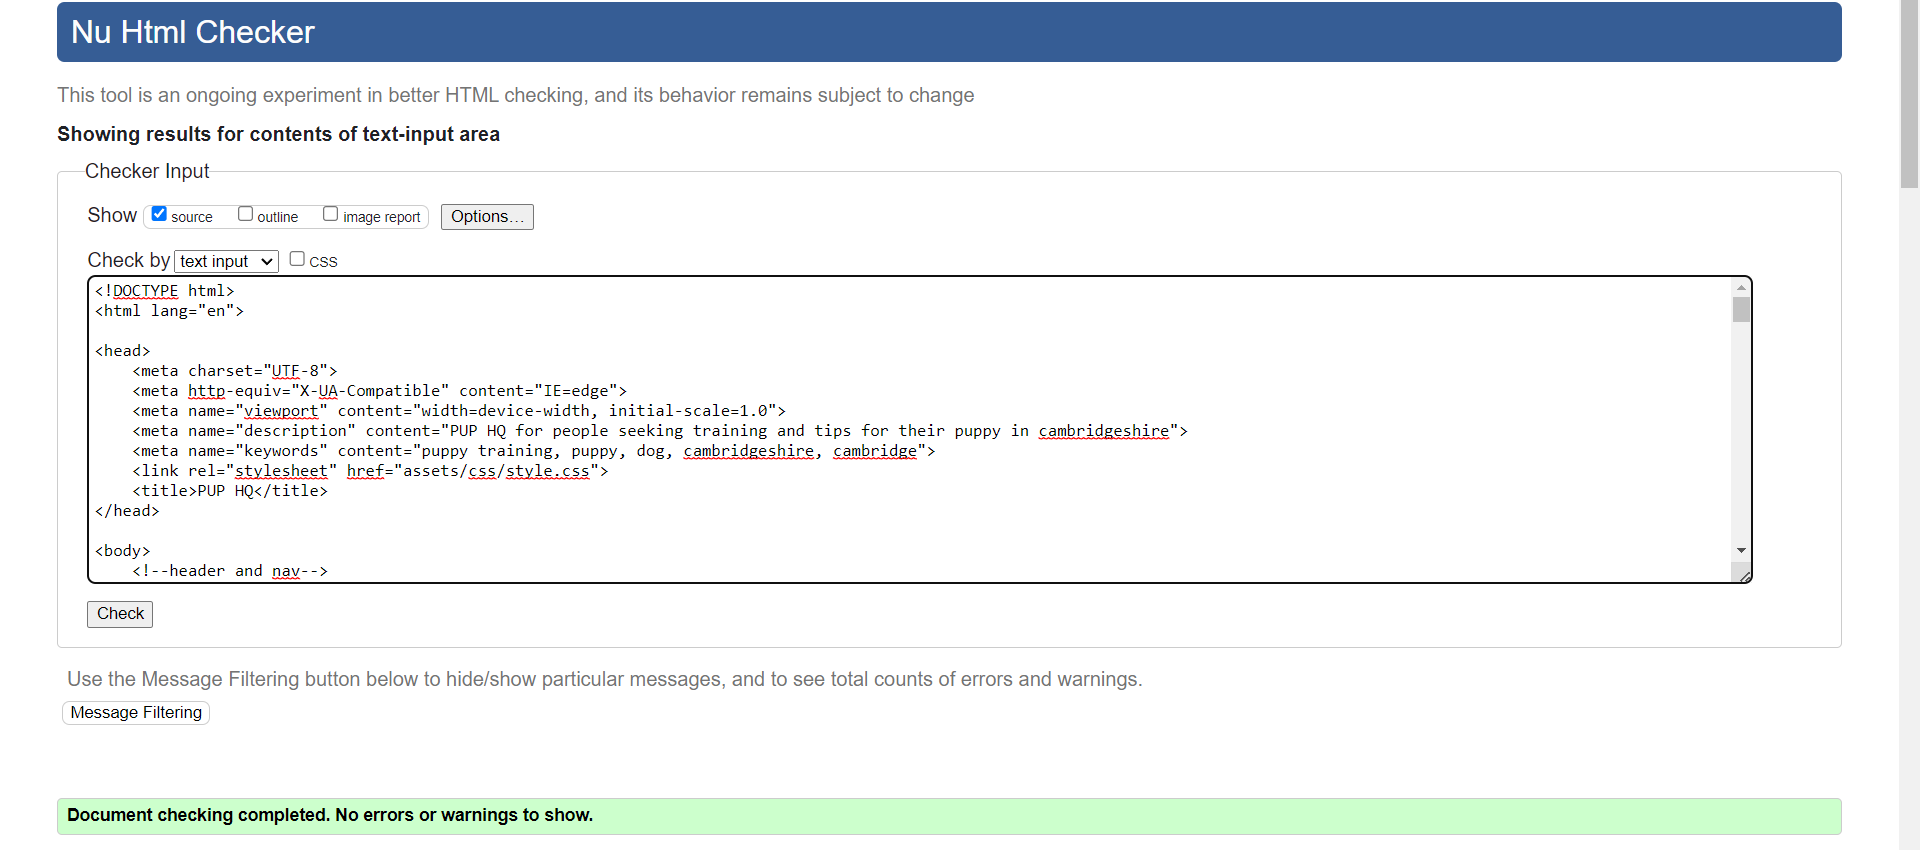 Nu Html Checker
This tool is an ongoing experiment in better HTML checking, and its behavior remains subject to change
Showing results for contents of text-input area
Checker Input
Show source outline image report Options...
Check by text input CSS
<!DOCTYPE html>
<html lang="en">
<head>
    <meta charset="UTF-8">
    <meta http-equiv="X-UA-Compatible" content="IE=edge">
    <meta name="viewport" content="width=device-width, initial-scale=1.0">
    <meta name="description" content="PUP HQ for people seeking training and tips for their puppy in cambridgeshire">
    <meta name="keywords" content="puppy training, puppy, dog, cambridgeshire, cambridge">
    <link rel="stylesheet" href="assets/css/style.css">
    <title>PUP HQ</title>
</head>
<body>
    <!--header and nav-->
Check
Use the Message Filtering button below to hide/show particular messages, and to see total counts of errors and warnings.
Message Filtering
Document checking completed. No errors or warnings to show.